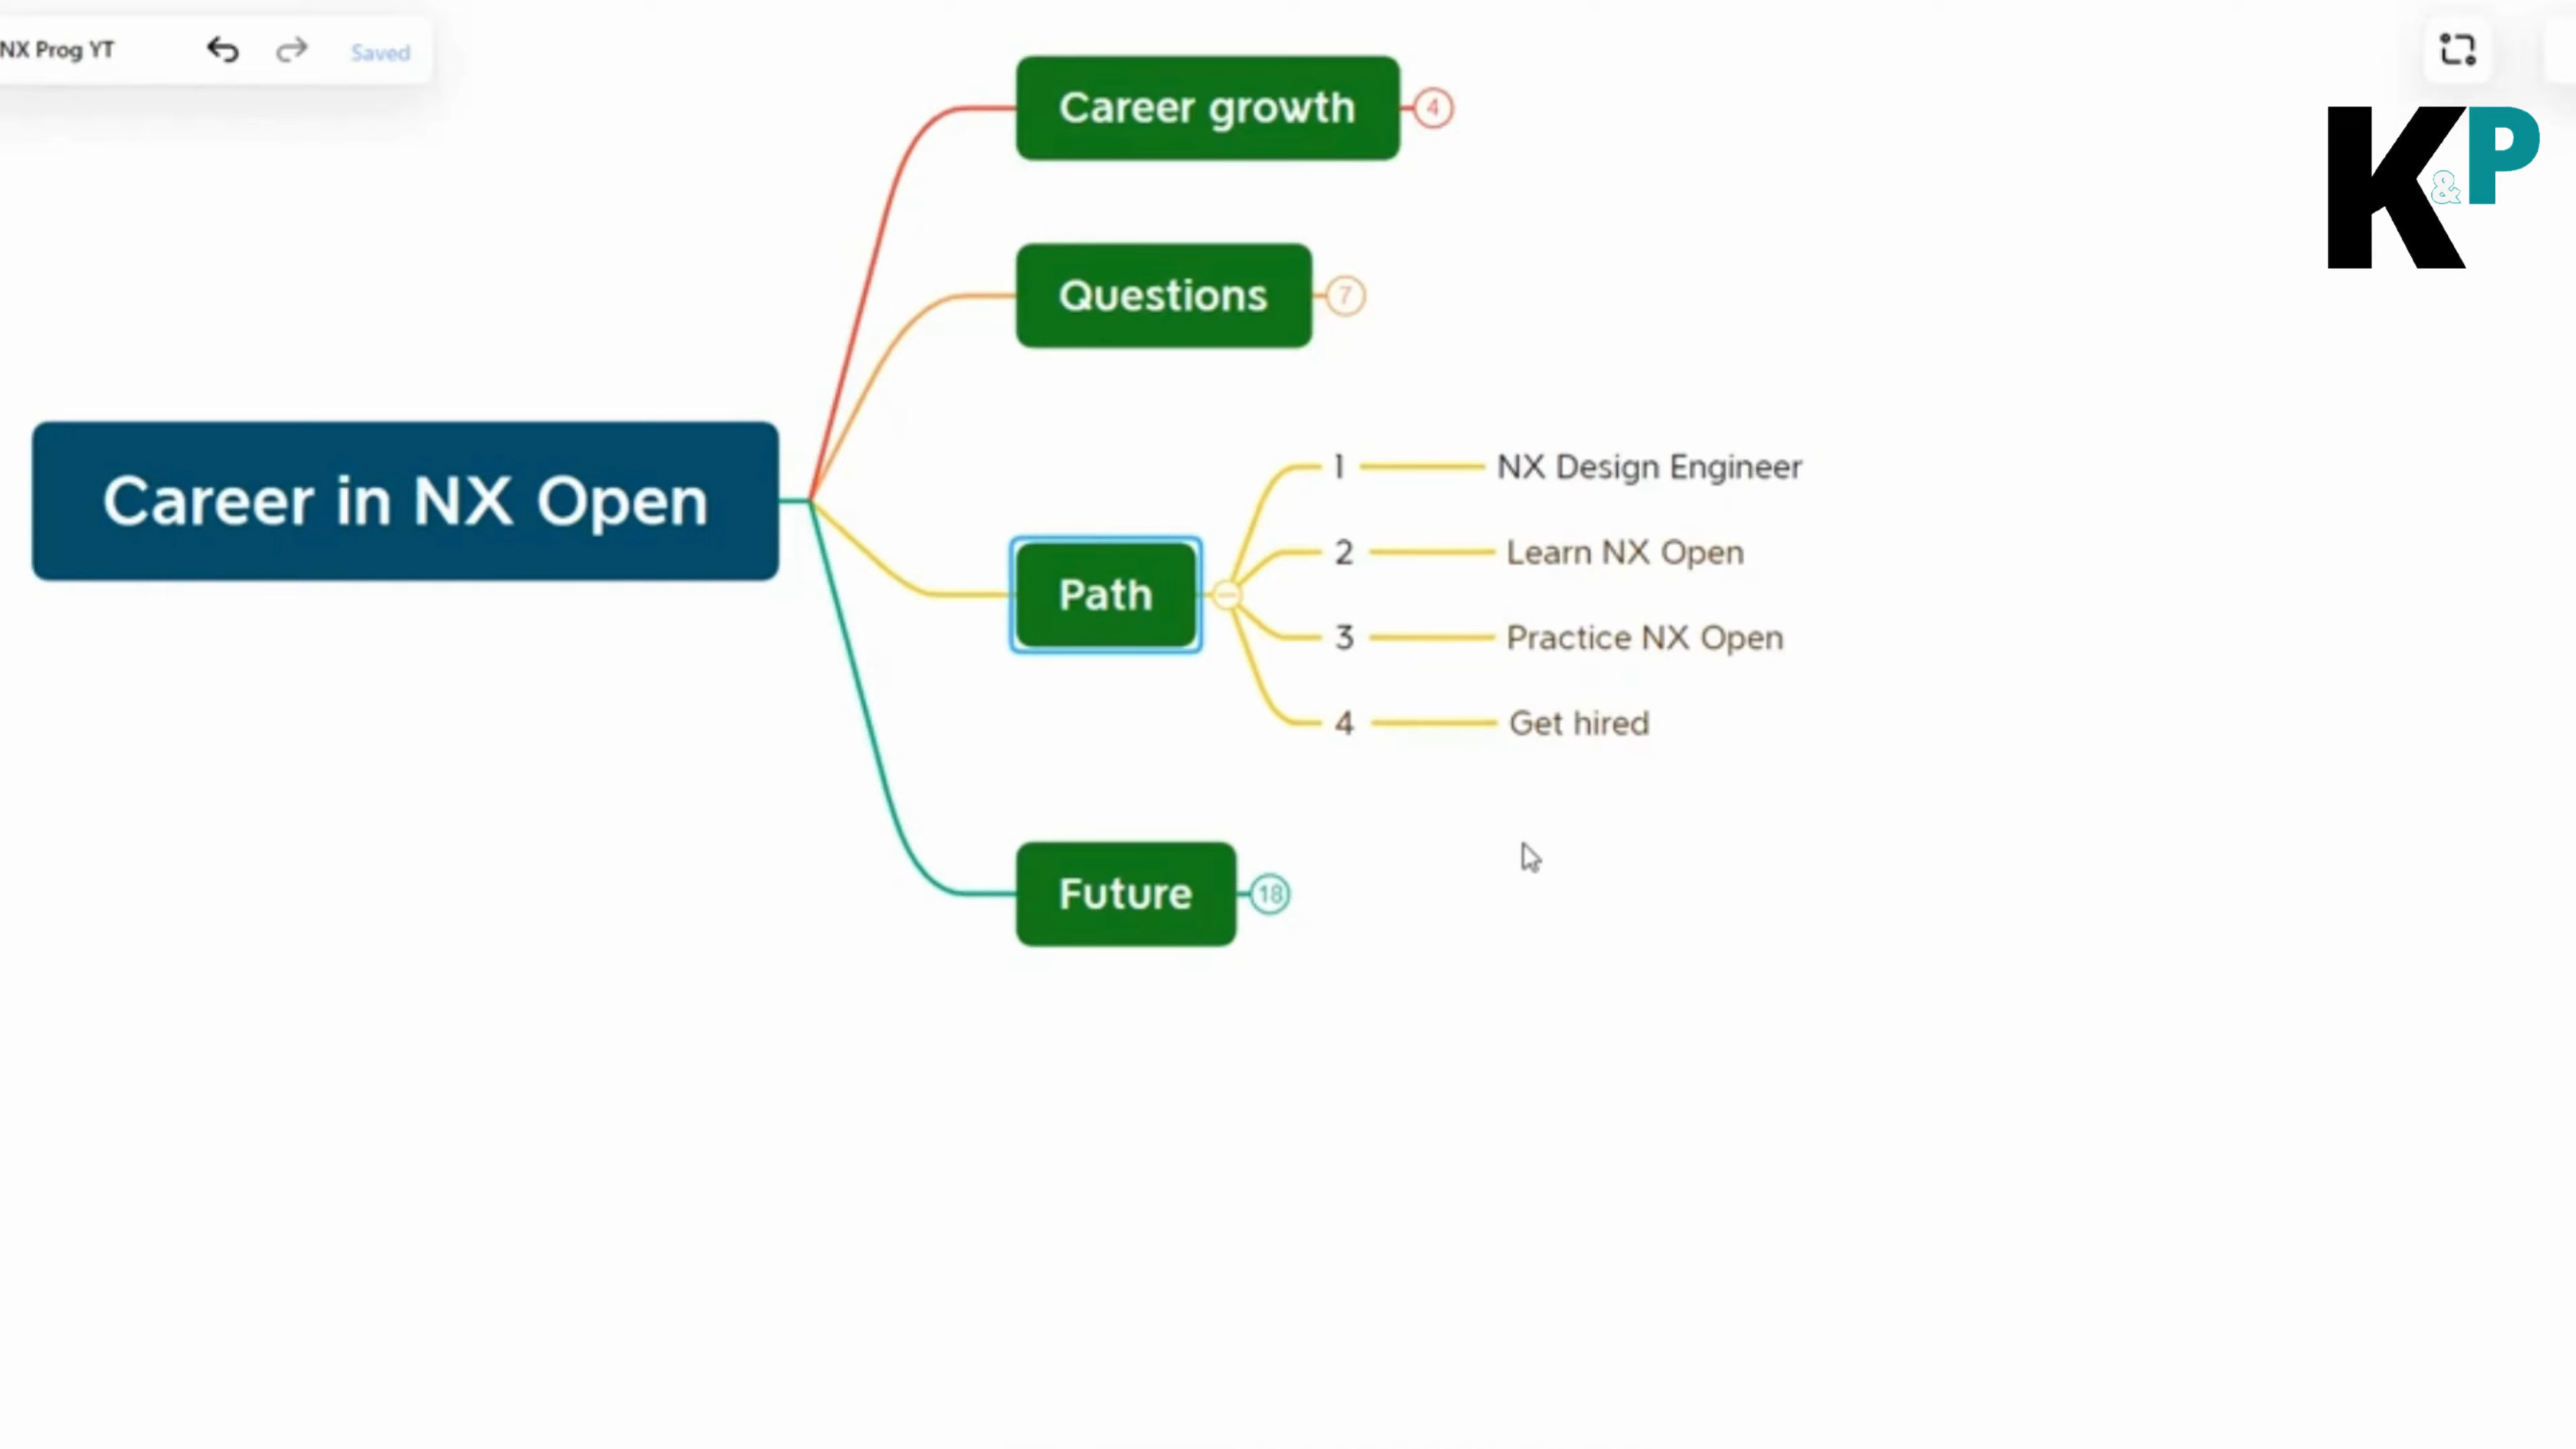 NX Prog YT
Saved
K&P
Career growth
4
Questions
7
Career in NX Open
Path
1 NX Design Engineer
2 Learn NX Open
3 Practice NX Open
4 Get hired
Future
18